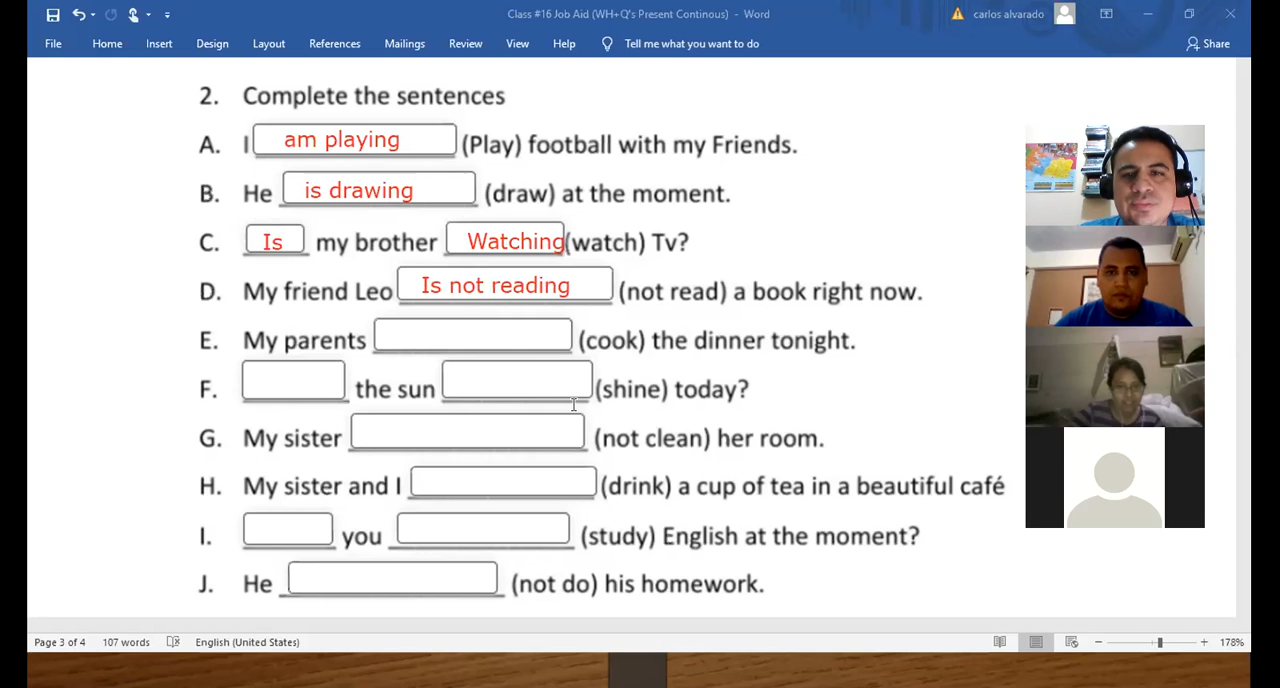 Class #16 Job Aid (WH+Q's Present Continous) - Word
carlos alvarado
File Home Insert Design Layout References Mailings Review View Help Tell me what you want to do Share
2. Complete the sentences
A. I am playing (Play) football with my Friends.
B. He is drawing (draw) at the moment.
C. Is my brother Watching (watch) Tv?
D. My friend Leo Is not reading (not read) a book right now.
E. My parents (cook) the dinner tonight.
F. the sun (shine) today?
G. My sister (not clean) her room.
H. My sister and I (drink) a cup of tea in a beautiful café
I. you (study) English at the moment?
J. He (not do) his homework.
Page 3 of 4 107 words English (United States) 178%